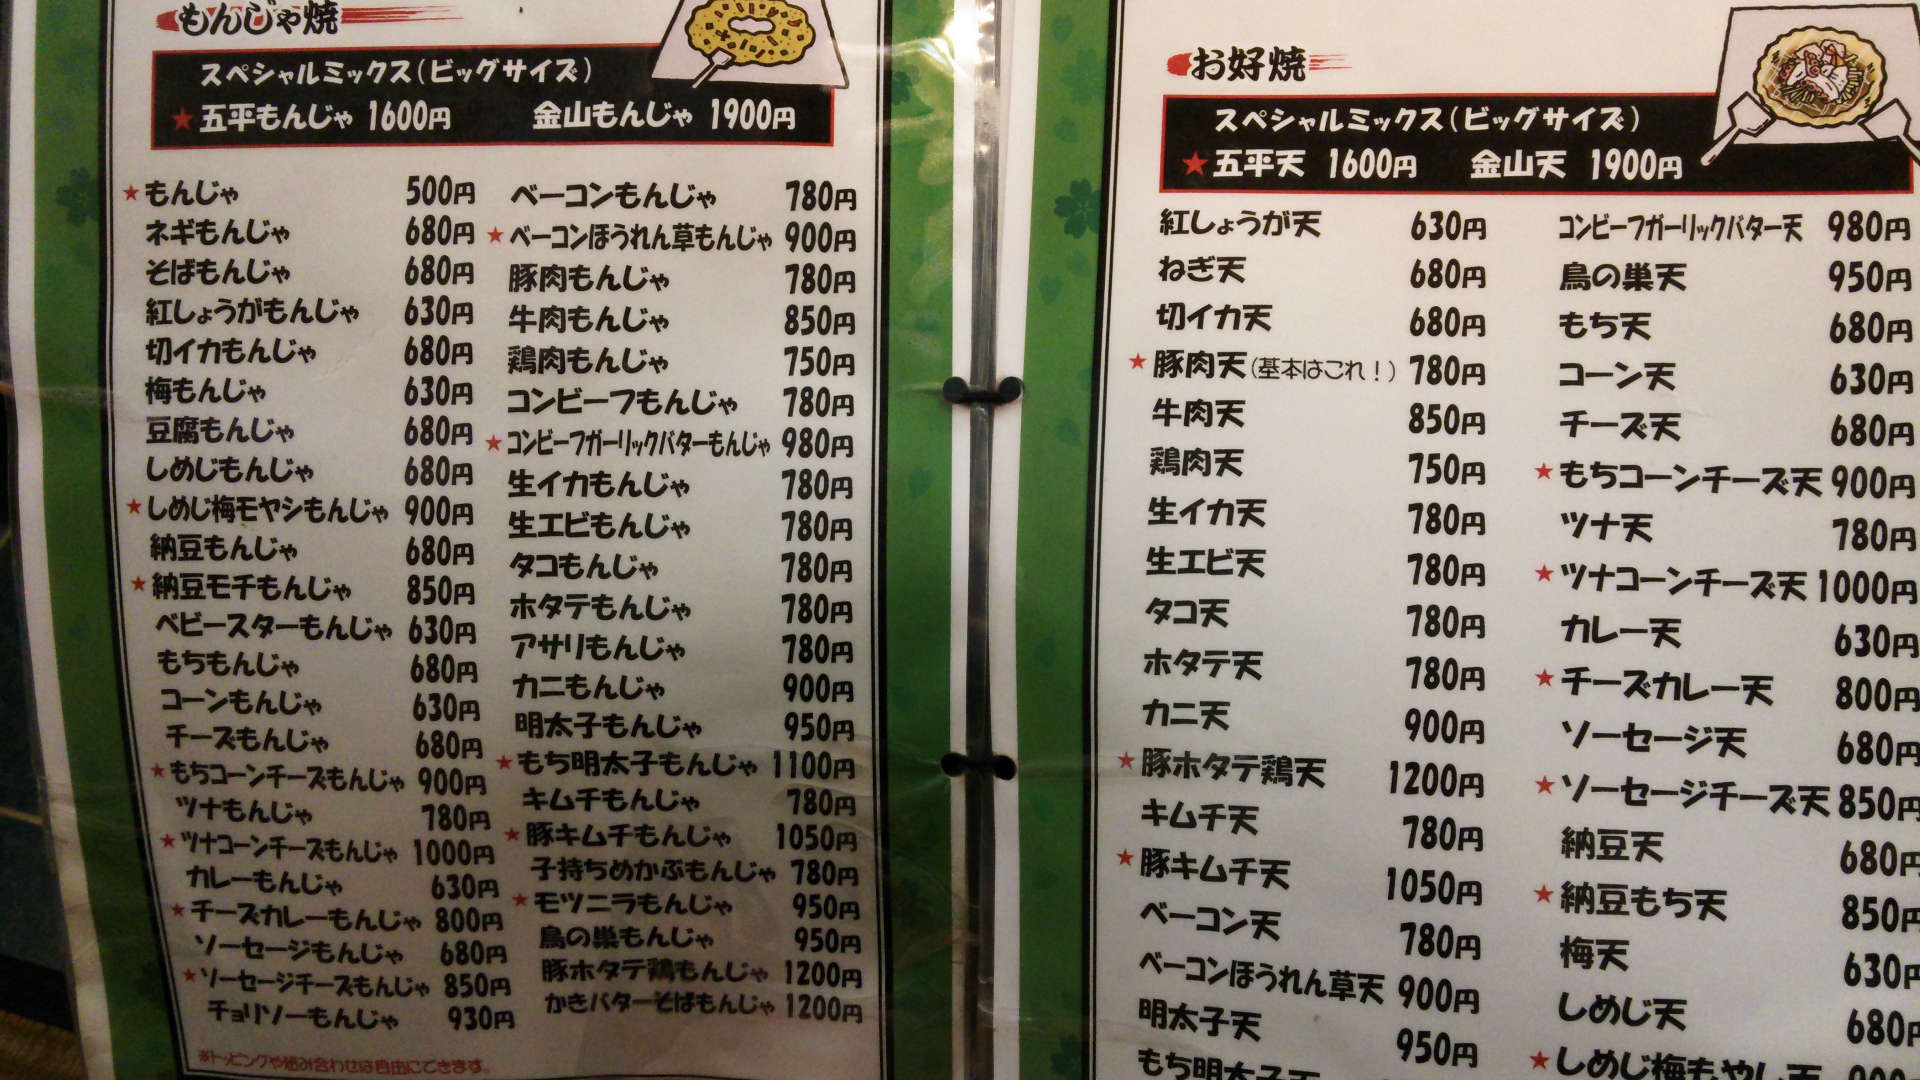 もんじゃ焼
スペシャルミックス(ビッグサイズ)
★五平もんじゃ 1600円 金山もんじゃ 1900円
★もんじゃ 500円
ネギもんじゃ 680円
そばもんじゃ 680円
紅しょうがもんじゃ 630円
切イカもんじゃ 680円
梅もんじゃ 630円
豆腐もんじゃ 680円
しめじもんじゃ 680円
★しめじ梅モヤシもんじゃ 900円
納豆もんじゃ 680円
★納豆モチもんじゃ 850円
ベビースターもんじゃ 630円
もちもんじゃ 680円
コーンもんじゃ 630円
チーズもんじゃ 680円
★もちコーンチーズもんじゃ 900円
ツナもんじゃ 780円
★ツナコーンチーズもんじゃ 1000円
カレーもんじゃ 630円
★チーズカレーもんじゃ 800円
ソーセージもんじゃ 680円
★ソーセージチーズもんじゃ 850円
チョリソーもんじゃ 930円
※トッピングや組み合わせは自由にできます。
ベーコンもんじゃ 780円
★ベーコンほうれん草もんじゃ 900円
豚肉もんじゃ 780円
牛肉もんじゃ 850円
鶏肉もんじゃ 750円
コンビーフもんじゃ 780円
★コンビーフガーリックバターもんじゃ 980円
生イカもんじゃ 780円
生エビもんじゃ 780円
タコもんじゃ 780円
ホタテもんじゃ 780円
アサリもんじゃ 780円
カニもんじゃ 900円
明太子もんじゃ 950円
★もち明太子もんじゃ 1100円
キムチもんじゃ 780円
★豚キムチもんじゃ 1050円
子持ちめかぶもんじゃ 780円
★モツニラもんじゃ 950円
鳥の巣もんじゃ 950円
豚ホタテ鶏もんじゃ 1200円
かきバターそばもんじゃ 1200円
お好焼
スペシャルミックス(ビッグサイズ)
★五平天 1600円 金山天 1900円
紅しょうが天 630円
ねぎ天 680円
切イカ天 680円
★豚肉天(基本はこれ!) 780円
牛肉天 850円
鶏肉天 750円
生イカ天 780円
生エビ天 780円
タコ天 780円
ホタテ天 780円
カニ天 900円
★豚ホタテ鶏天 1200円
キムチ天 780円
★豚キムチ天 1050円
ベーコン天 780円
ベーコンほうれん草天 900円
明太子天 950円
もち明太子天
コンビーフガーリックバター天 980円
鳥の巣天 950円
もち天 680円
コーン天 630円
チーズ天 680円
★もちコーンチーズ天 900円
ツナ天 780円
★ツナコーンチーズ天 1000円
カレー天 630円
★チーズカレー天 800円
ソーセージ天 680円
★ソーセージチーズ天 850円
納豆天 680円
★納豆もち天 850円
梅天 630円
しめじ天 680円
★しめじ梅もやし天 900